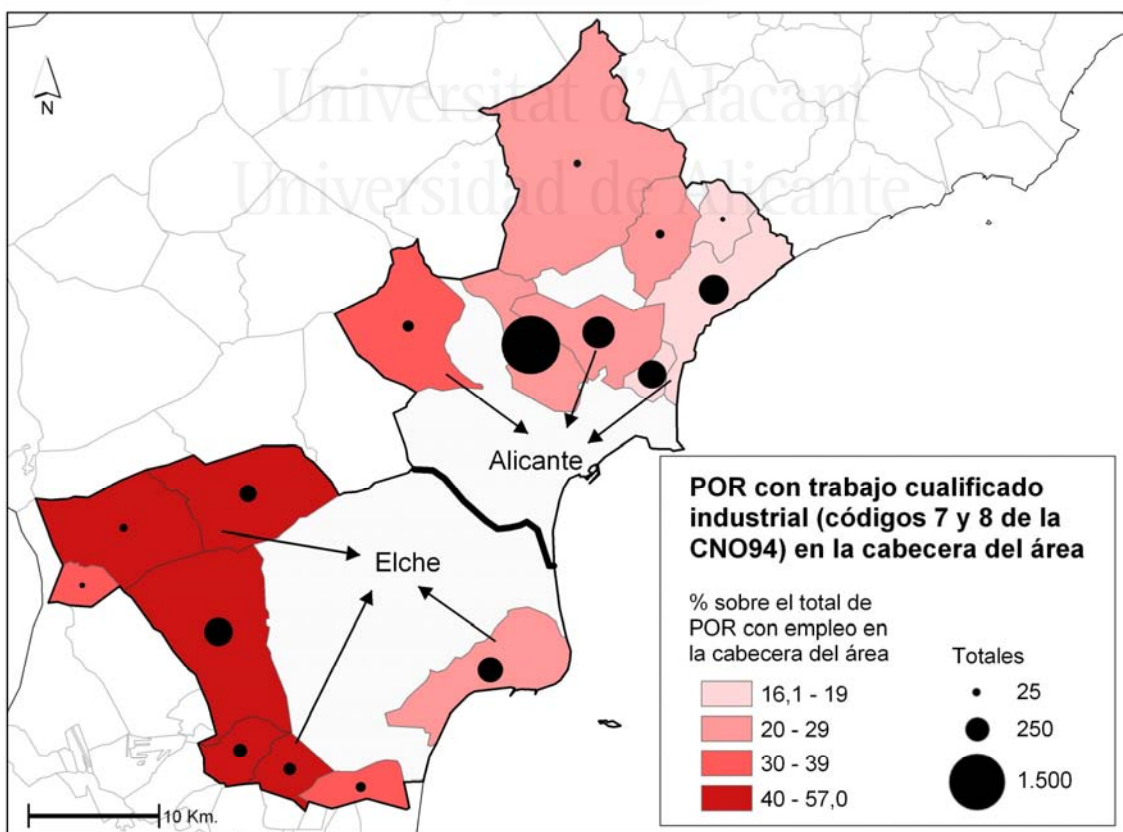 Universitat d'Alacant
Universidad de Alicante
N
Alicante
Elche
10 Km.
POR con trabajo cualificado
industrial (códigos 7 y 8 de la
CNO94) en la cabecera del área
% sobre el total de
POR con empleo en
la cabecera del área
16,1 - 19
20 - 29
30 - 39
40 - 57,0
Totales
25
250
1.500